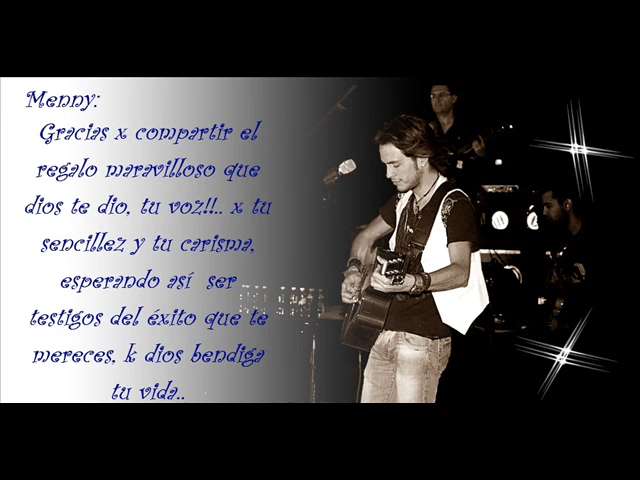 Menny:
Gracias x compartir el
regalo maravilloso que
dios te dio, tu voz!!.. x tu
sencillez y tu carisma,
esperando así ser
testigos del éxito que te
mereces, k dios bendiga
tu vida..